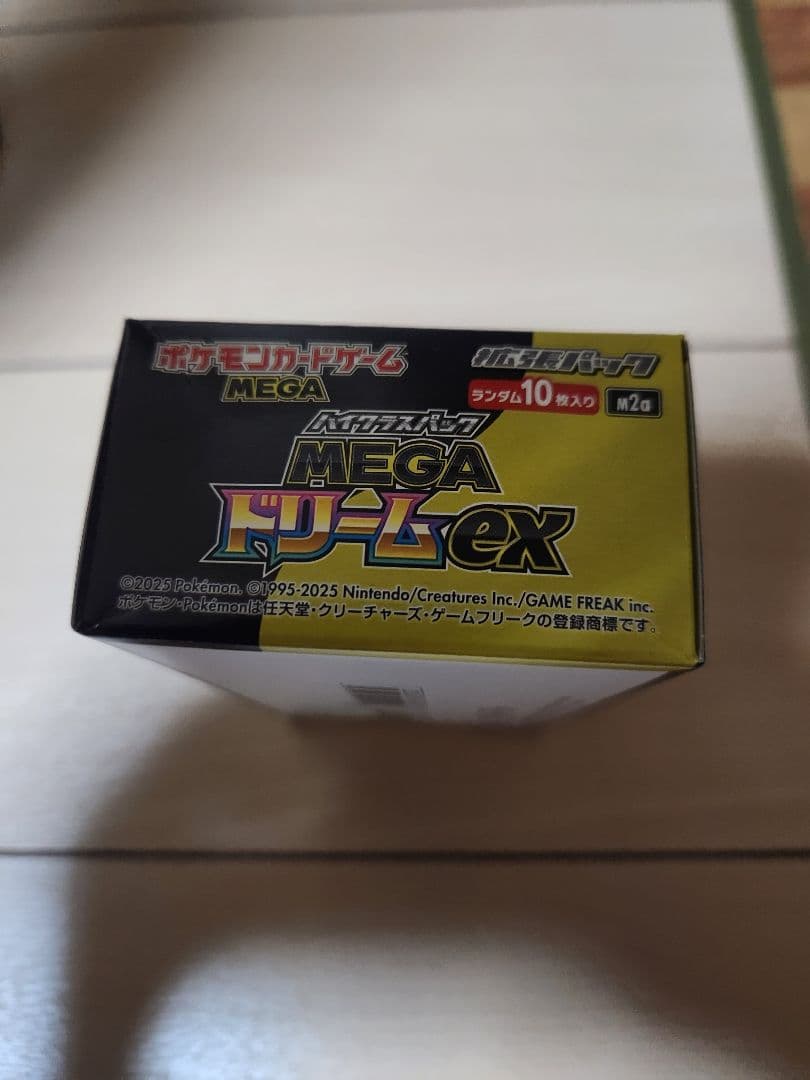 ポケモンカードゲーム
MEGA
拡張パック
ランダム10枚入り
M2a
ハイクラスパック
MEGA
ドリームex
©2025 Pokémon. ©1995-2025 Nintendo/Creatures Inc./GAME FREAK inc.
ポケモン・Pokémonは任天堂・クリーチャーズ・ゲームフリークの登録商標です。